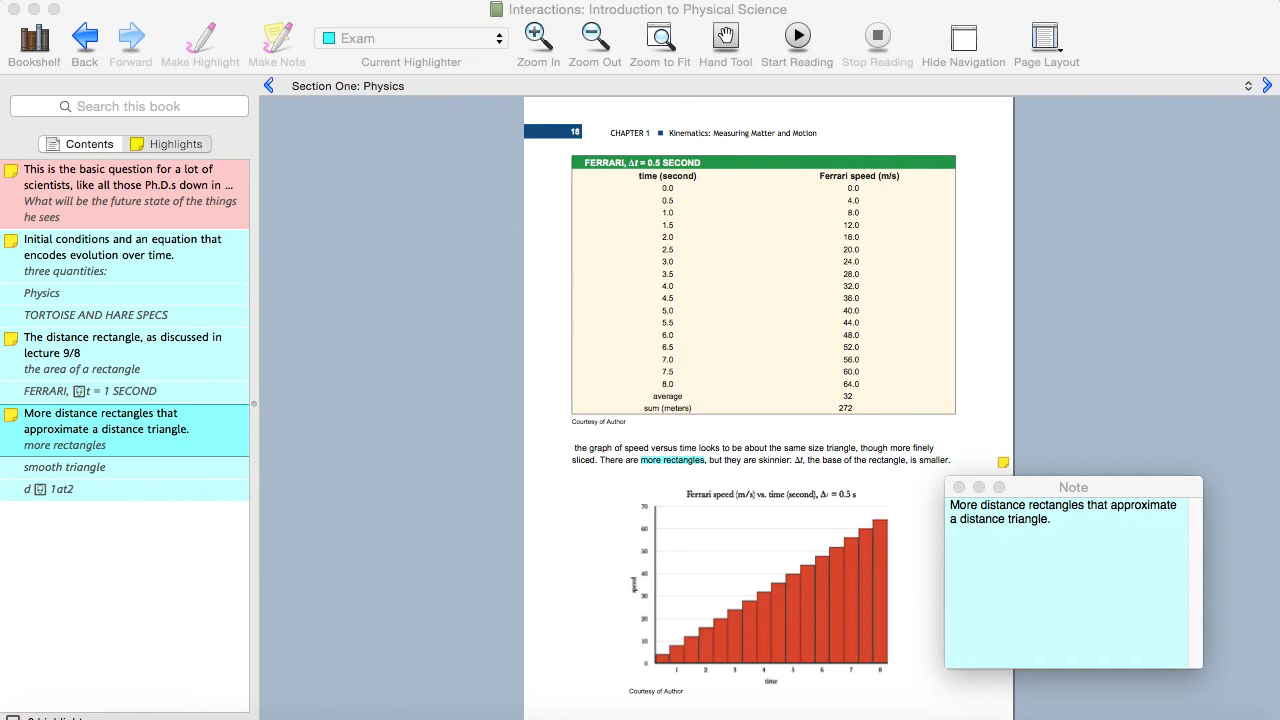 Interactions: Introduction to Physical Science
Bookshelf Back Forward Make Highlight Make Note
Exam
Current Highlighter
Zoom In Zoom Out Zoom to Fit Hand Tool Start Reading Stop Reading Hide Navigation Page Layout
Section One: Physics
Search this book
Contents Highlights
This is the basic question for a lot of
scientists, like all those Ph.D.s down in ...
What will be the future state of the things
he sees
Initial conditions and an equation that
encodes evolution over time.
three quantities:
Physics
TORTOISE AND HARE SPECS
The distance rectangle, as discussed in
lecture 9/8
the area of a rectangle
FERRARI, t = 1 SECOND
More distance rectangles that
approximate a distance triangle.
more rectangles
smooth triangle
d 1at2
18 CHAPTER 1 ■ Kinematics: Measuring Matter and Motion
FERRARI, Δt = 0.5 SECOND
time (second) Ferrari speed (m/s)
0.0 0.0
0.5 4.0
1.0 8.0
1.5 12.0
2.0 16.0
2.5 20.0
3.0 24.0
3.5 28.0
4.0 32.0
4.5 36.0
5.0 40.0
5.5 44.0
6.0 48.0
6.5 52.0
7.0 56.0
7.5 60.0
8.0 64.0
average 32
sum (meters) 272
Courtesy of Author
the graph of speed versus time looks to be about the same size triangle, though more finely
sliced. There are more rectangles, but they are skinnier: Δt, the base of the rectangle, is smaller.
Ferrari speed (m/s) vs. time (second), Δt = 0.5 s
70
60
50
40
30
20
10
0
speed
1 2 3 4 5 6 7 8
time
Courtesy of Author
Note
More distance rectangles that approximate
a distance triangle.